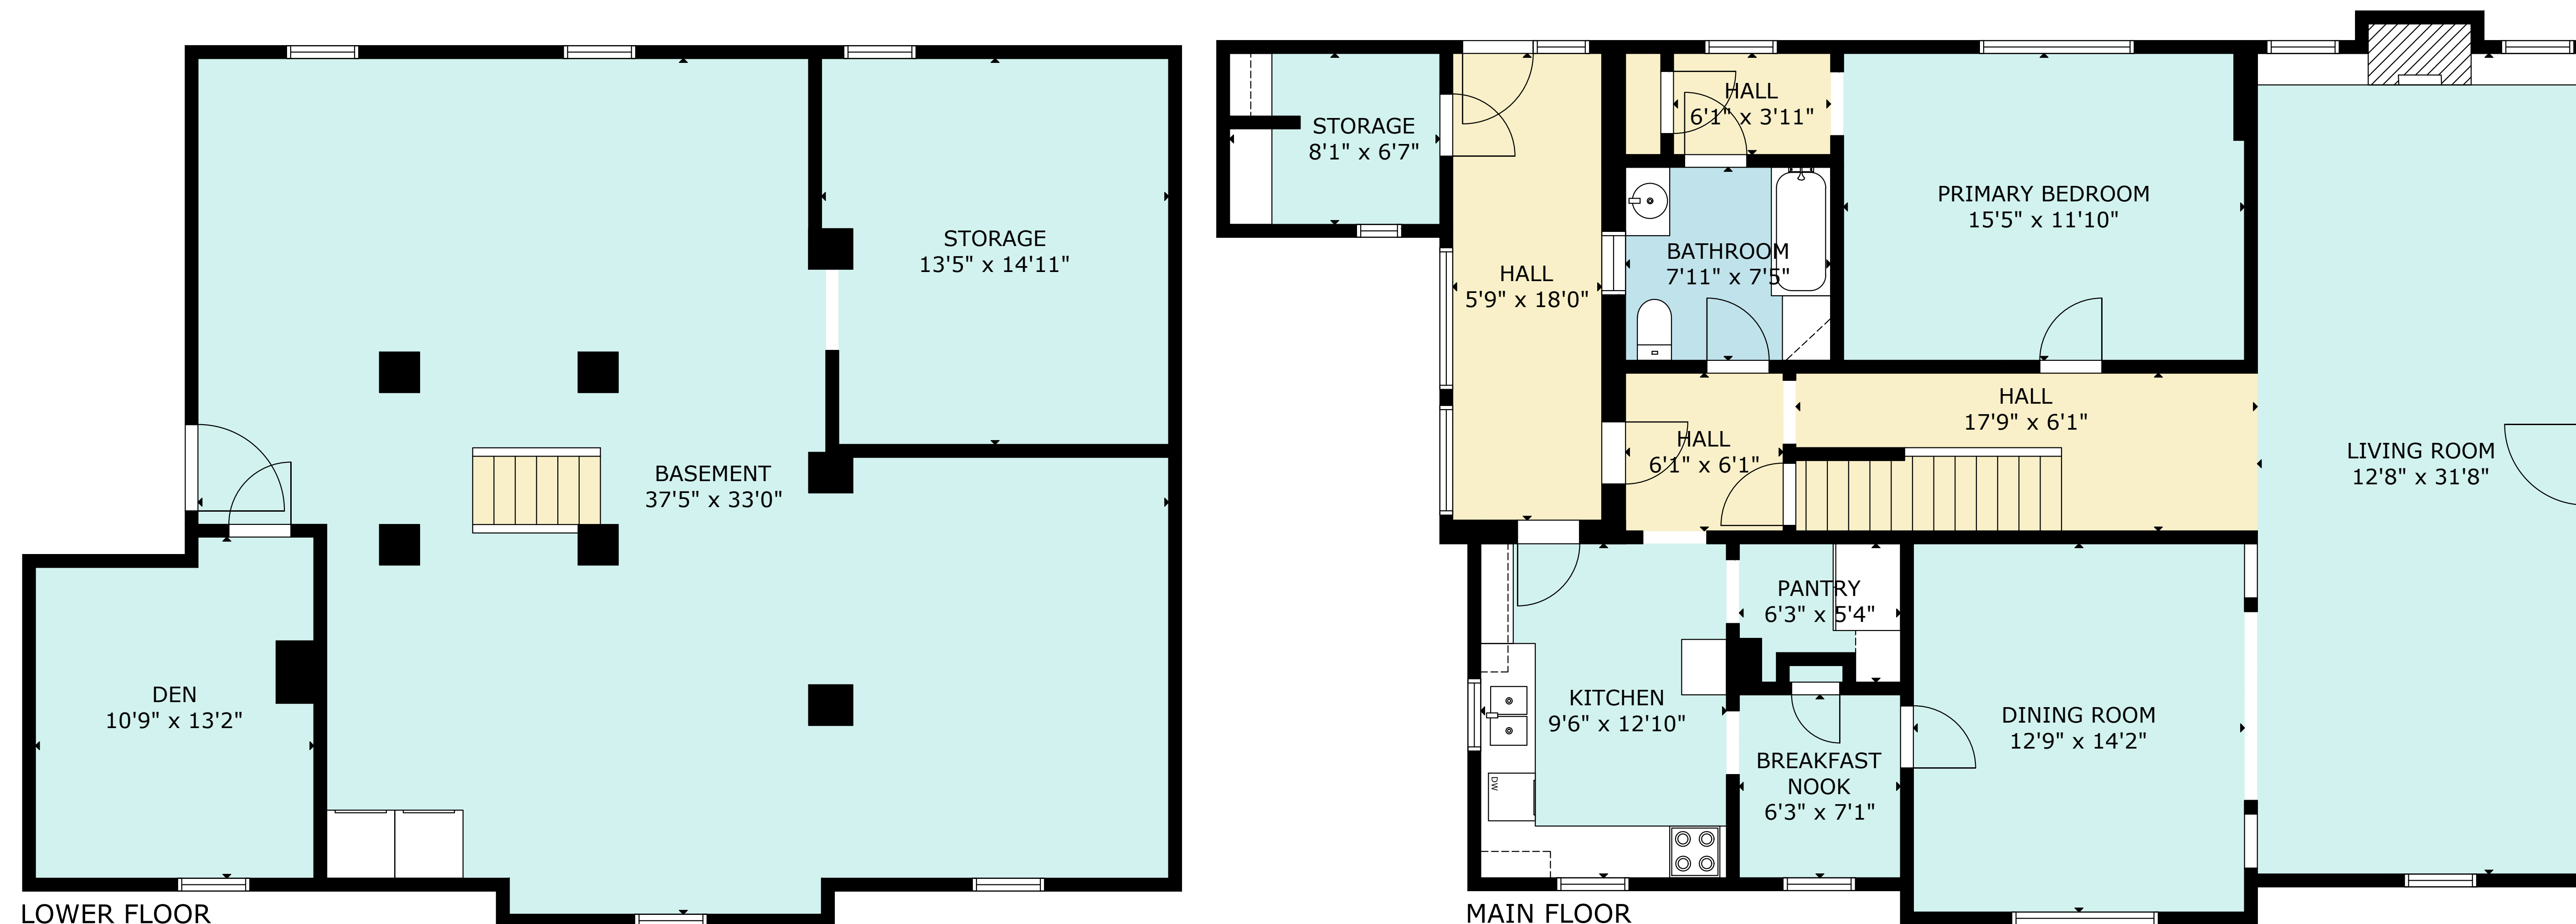 STORAGE
13'5" x 14'11"
BASEMENT
37'5" x 33'0"
DEN
10'9" x 13'2"
LOWER FLOOR
STORAGE
8'1" x 6'7"
HALL
5'9" x 18'0"
HALL
6'1" x 3'11"
BATHROOM
7'11" x 7'5"
PRIMARY BEDROOM
15'5" x 11'10"
HALL
6'1" x 6'1"
HALL
17'9" x 6'1"
LIVING ROOM
12'8" x 31'8"
PANTRY
6'3" x 5'4"
KITCHEN
9'6" x 12'10"
DW
BREAKFAST
NOOK
6'3" x 7'1"
DINING ROOM
12'9" x 14'2"
MAIN FLOOR